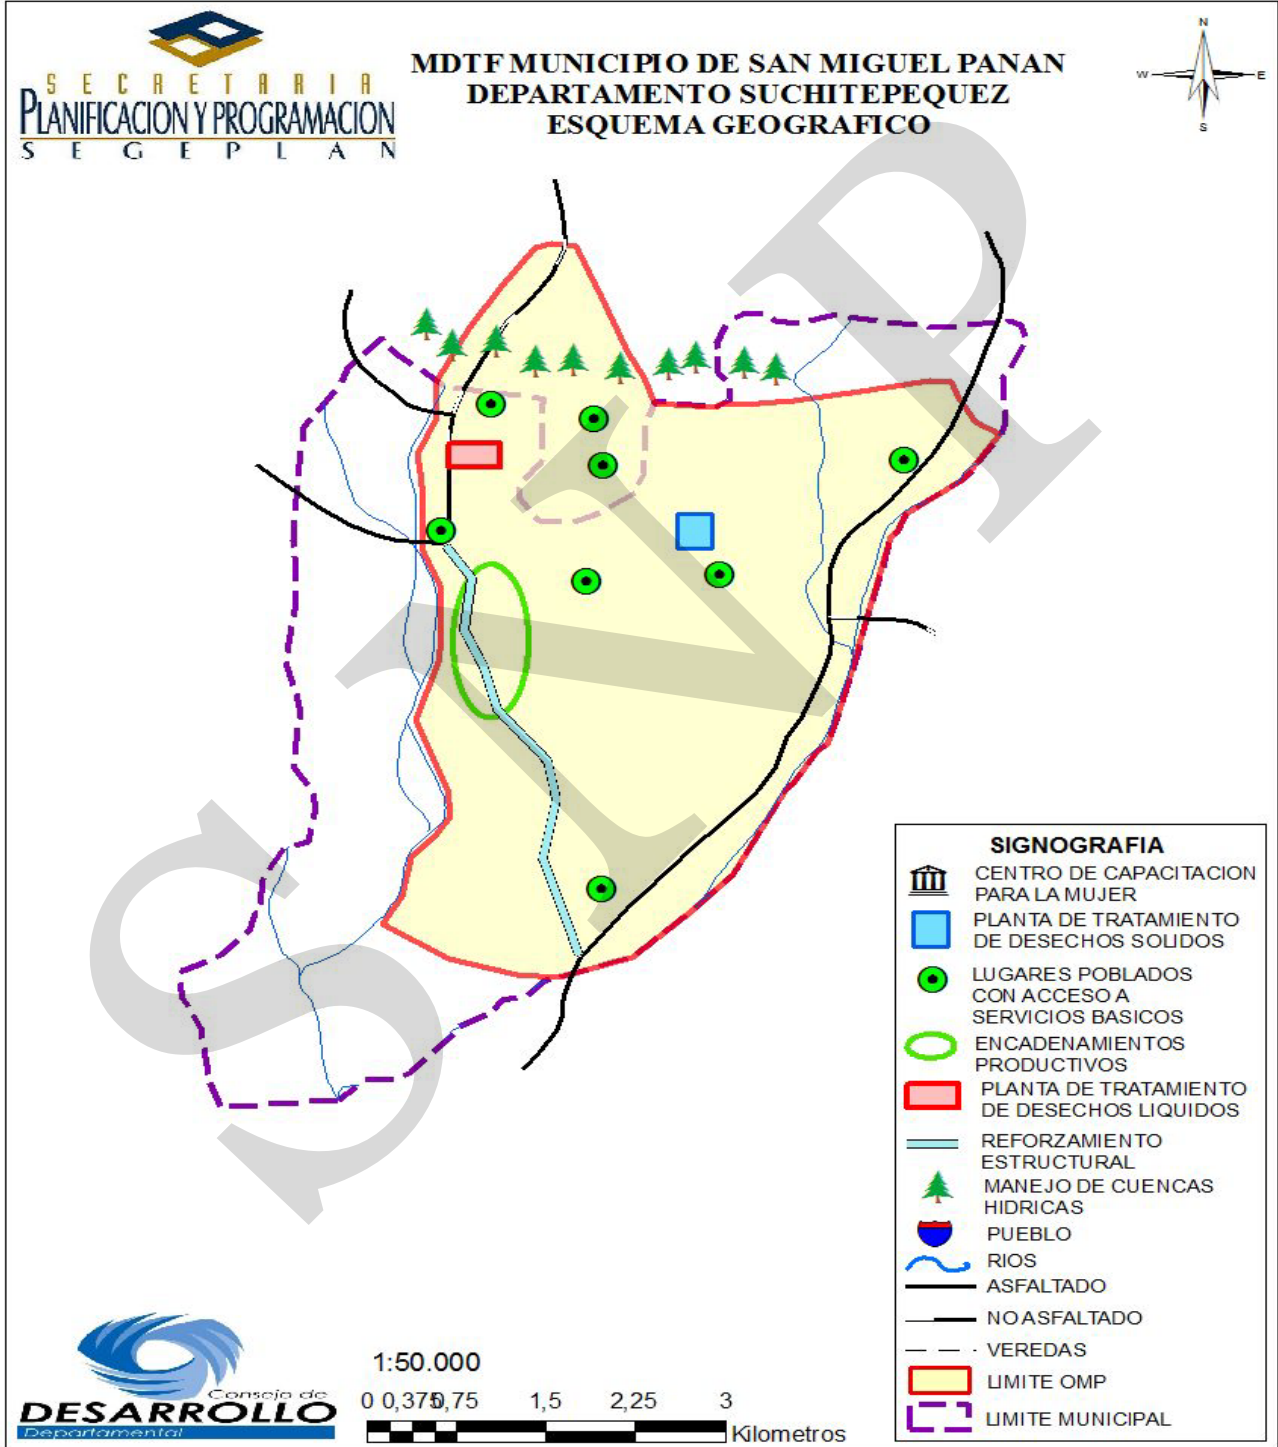 SECRETARIA
PLANIFICACION Y PROGRAMACION
SEGEPLAN
MDTF MUNICIPIO DE SAN MIGUEL PANAN
DEPARTAMENTO SUCHITEPEQUEZ
ESQUEMA GEOGRAFICO
N
W
E
S
SNP
SIGNOGRAFIA
CENTRO DE CAPACITACION
PARA LA MUJER
PLANTA DE TRATAMIENTO
DE DESECHOS SOLIDOS
LUGARES POBLADOS
CON ACCESO A
SERVICIOS BASICOS
ENCADENAMIENTOS
PRODUCTIVOS
PLANTA DE TRATAMIENTO
DE DESECHOS LIQUIDOS
REFORZAMIENTO
ESTRUCTURAL
MANEJO DE CUENCAS
HIDRICAS
PUEBLO
RIOS
ASFALTADO
NO ASFALTADO
VEREDAS
LIMITE OMP
LIMITE MUNICIPAL
Consejo de
DESARROLLO
Departamental
1:50.000
0 0,375 0,75 1,5 2,25 3
Kilometros